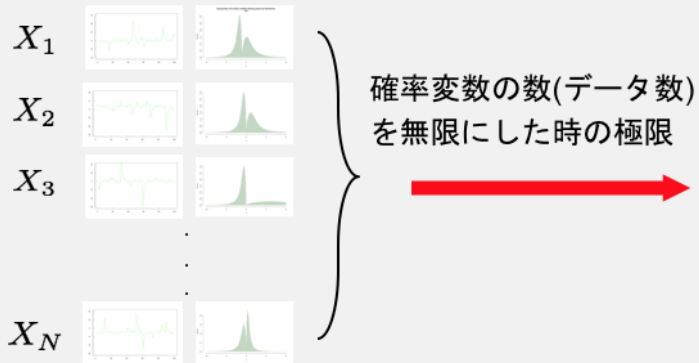 X₁
X₂
X₃
.
.
.
X_N
確率変数の数(データ数)
を無限にした時の極限